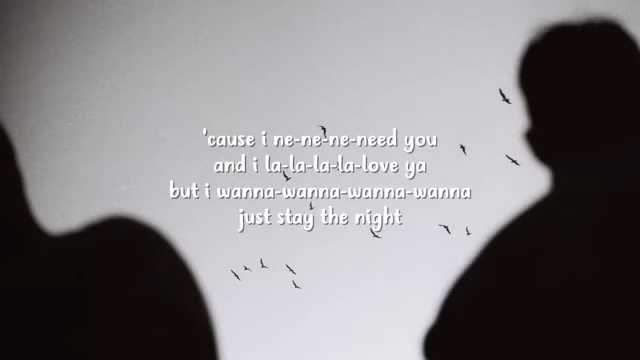 'cause i ne-ne-ne-need you
and i la-la-la-la-love ya
but i wanna-wanna-wanna-wanna
just stay the night